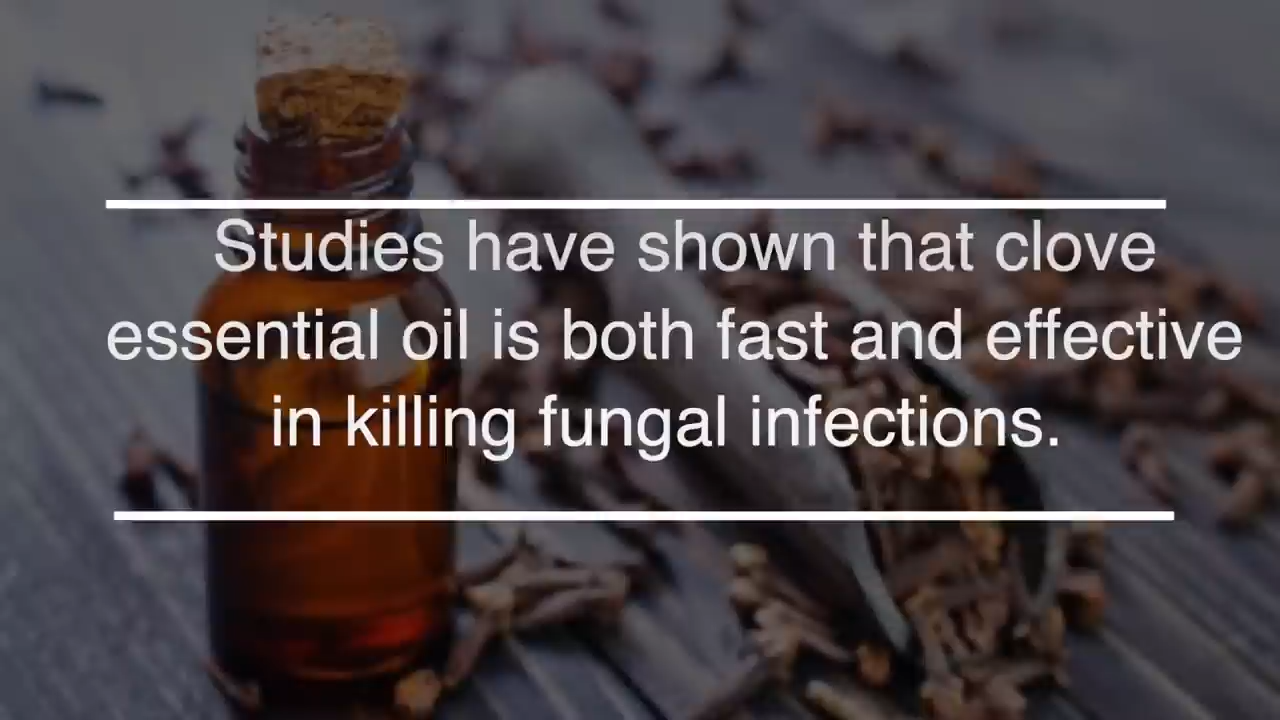 Studies have shown that clove
essential oil is both fast and effective
in killing fungal infections.